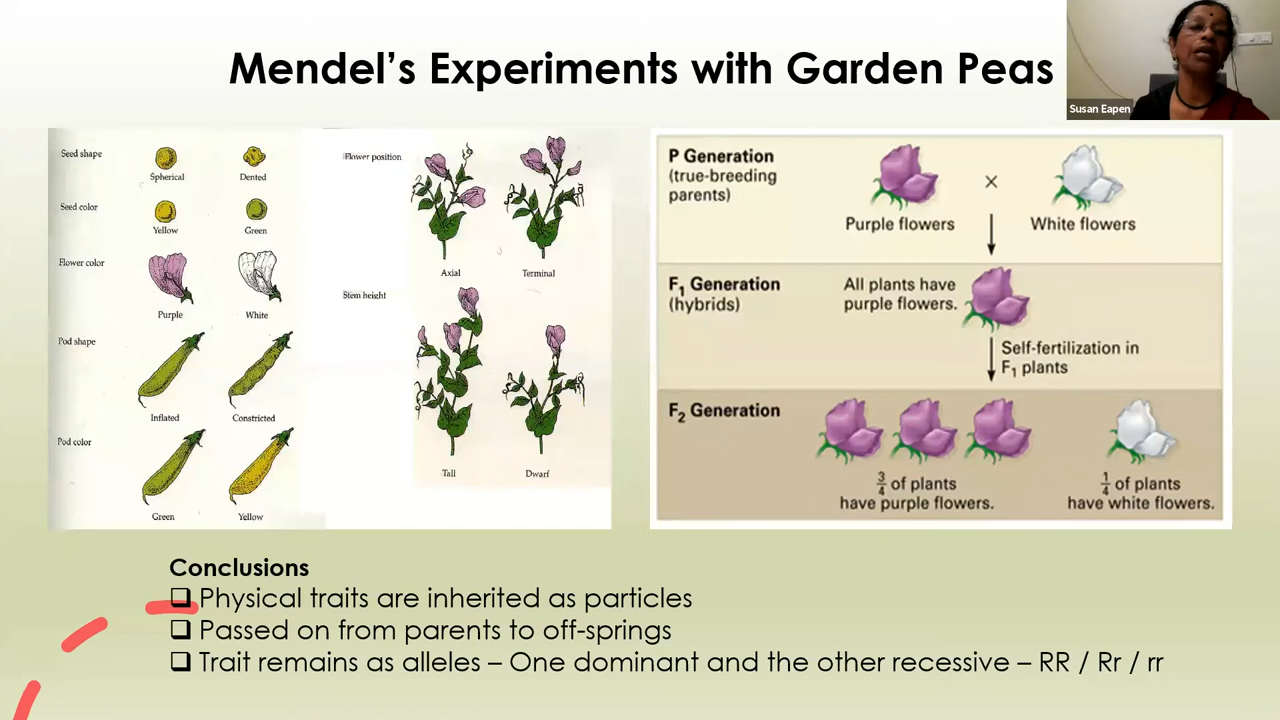 Mendel's Experiments with Garden Peas
Susan Eapen
Seed shape
Spherical
Dented
Seed color
Yellow
Green
Flower color
Purple
White
Pod shape
Inflated
Constricted
Pod color
Green
Yellow
Flower position
Axial
Terminal
Stem height
Tall
Dwarf
P Generation
(true-breeding
parents)
Purple flowers
×
White flowers
F₁ Generation
(hybrids)
All plants have
purple flowers.
Self-fertilization in
F₁ plants
F₂ Generation
3/4 of plants
have purple flowers.
1/4 of plants
have white flowers.
Conclusions
❑ Physical traits are inherited as particles
❑ Passed on from parents to off-springs
❑ Trait remains as alleles – One dominant and the other recessive – RR / Rr / rr